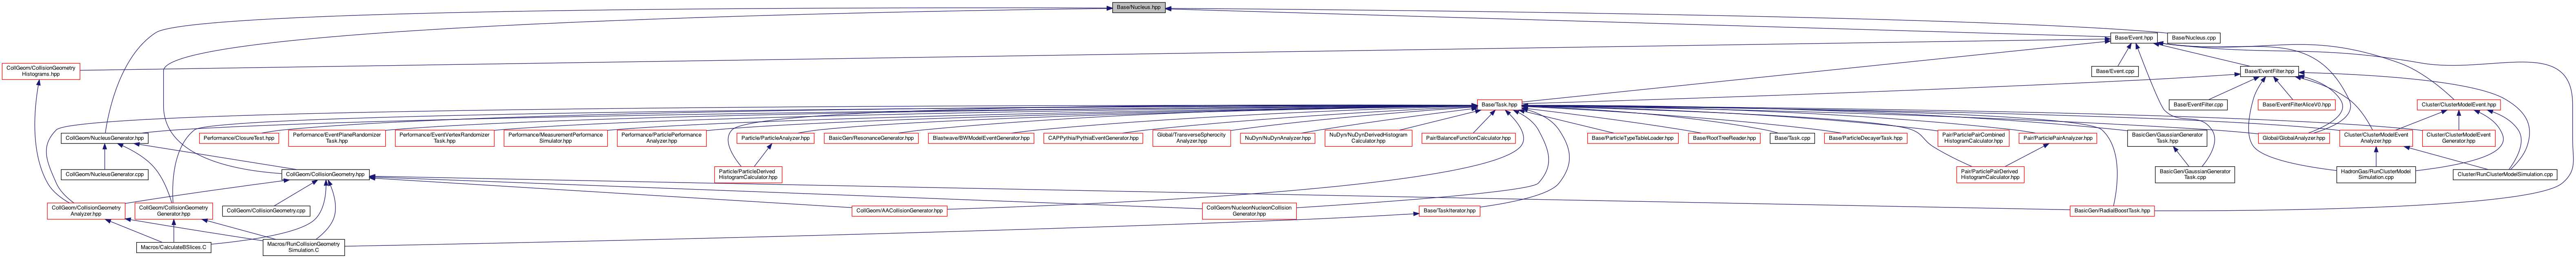 Base/Nucleus.hpp
Base/Event.hpp
Base/Nucleus.cpp
CollGeom/CollisionGeometry
Histograms.hpp
Base/Event.cpp
Base/EventFilter.hpp
Base/Task.hpp
Base/EventFilter.cpp
Base/EventFilterAliceV0.hpp
Cluster/ClusterModelEvent.hpp
CollGeom/NucleusGenerator.hpp
Performance/ClosureTest.hpp
Performance/EventPlaneRandomizer
Task.hpp
Performance/EventVertexRandomizer
Task.hpp
Performance/MeasurementPerformance
Simulator.hpp
Performance/ParticlePerformance
Analyzer.hpp
Particle/ParticleAnalyzer.hpp
BasicGen/ResonanceGenerator.hpp
Blastwave/BWModelEventGenerator.hpp
CAPPythia/PythiaEventGenerator.hpp
Global/TransverseSpherocity
Analyzer.hpp
NuDyn/NuDynAnalyzer.hpp
NuDyn/NuDynDerivedHistogram
Calculator.hpp
Pair/BalanceFunctionCalculator.hpp
Base/ParticleTypeTableLoader.hpp
Base/RootTreeReader.hpp
Base/Task.cpp
Base/ParticleDecayerTask.hpp
Pair/ParticlePairCombined
HistogramCalculator.hpp
Pair/ParticlePairAnalyzer.hpp
BasicGen/GaussianGenerator
Task.hpp
Global/GlobalAnalyzer.hpp
Cluster/ClusterModelEvent
Analyzer.hpp
Cluster/ClusterModelEvent
Generator.hpp
CollGeom/NucleusGenerator.cpp
CollGeom/CollisionGeometry.hpp
Particle/ParticleDerived
HistogramCalculator.hpp
Pair/ParticlePairDerived
HistogramCalculator.hpp
BasicGen/GaussianGenerator
Task.cpp
HadronGas/RunClusterModel
Simulation.cpp
Cluster/RunClusterModelSimulation.cpp
CollGeom/CollisionGeometry
Analyzer.hpp
CollGeom/CollisionGeometry
Generator.hpp
CollGeom/CollisionGeometry.cpp
CollGeom/AACollisionGenerator.hpp
CollGeom/NucleonNucleonCollision
Generator.hpp
Base/TaskIterator.hpp
BasicGen/RadialBoostTask.hpp
Macros/CalculateBSlices.C
Macros/RunCollisionGeometry
Simulation.C